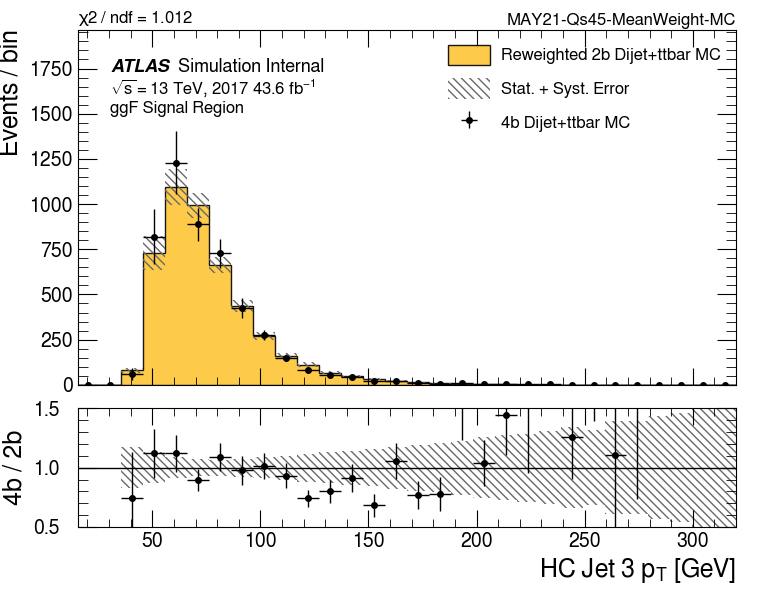 χ2 / ndf = 1.012
MAY21-Qs45-MeanWeight-MC
Events / bin
1750
1500
1250
1000
750
500
250
0
ATLAS Simulation Internal
√s = 13 TeV, 2017 43.6 fb⁻¹
ggF Signal Region
Reweighted 2b Dijet+ttbar MC
Stat. + Syst. Error
4b Dijet+ttbar MC
4b / 2b
1.5
1.0
0.5
50 100 150 200 250 300
HC Jet 3 pT [GeV]